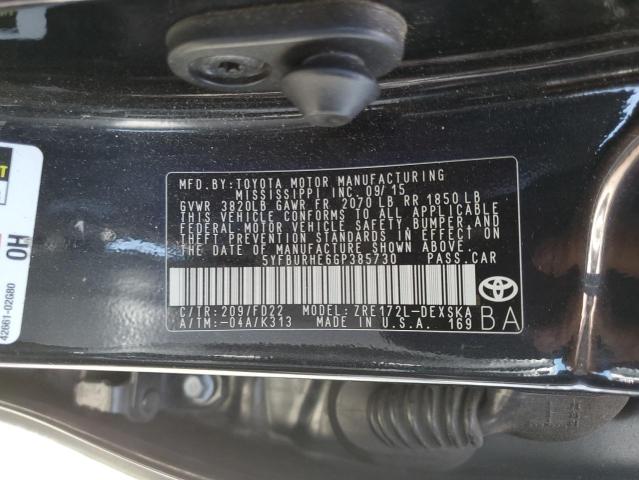 MFD.BY:TOYOTA MOTOR MANUFACTURING
MISSISSIPPI INC. 09/15
GVWR 3820LB GAWR FR. 2070 LB RR 1850 LB
THIS VEHICLE CONFORMS TO ALL APPLICABLE
FEDERAL MOTOR VEHICLE SAFETY,BUMPER AND
THEFT PREVENTION STANDARDS IN EFFECT ON
THE DATE OF MANUFACTURE SHOWN ABOVE.
5YFBURHE6GP385730 PASS.CAR
C/TR:209/FD22 MODEL:ZRE172L-DEXSKA
A/TM:-04A/K313 MADE IN U.S.A. 169
BA
0H
42661-02G80